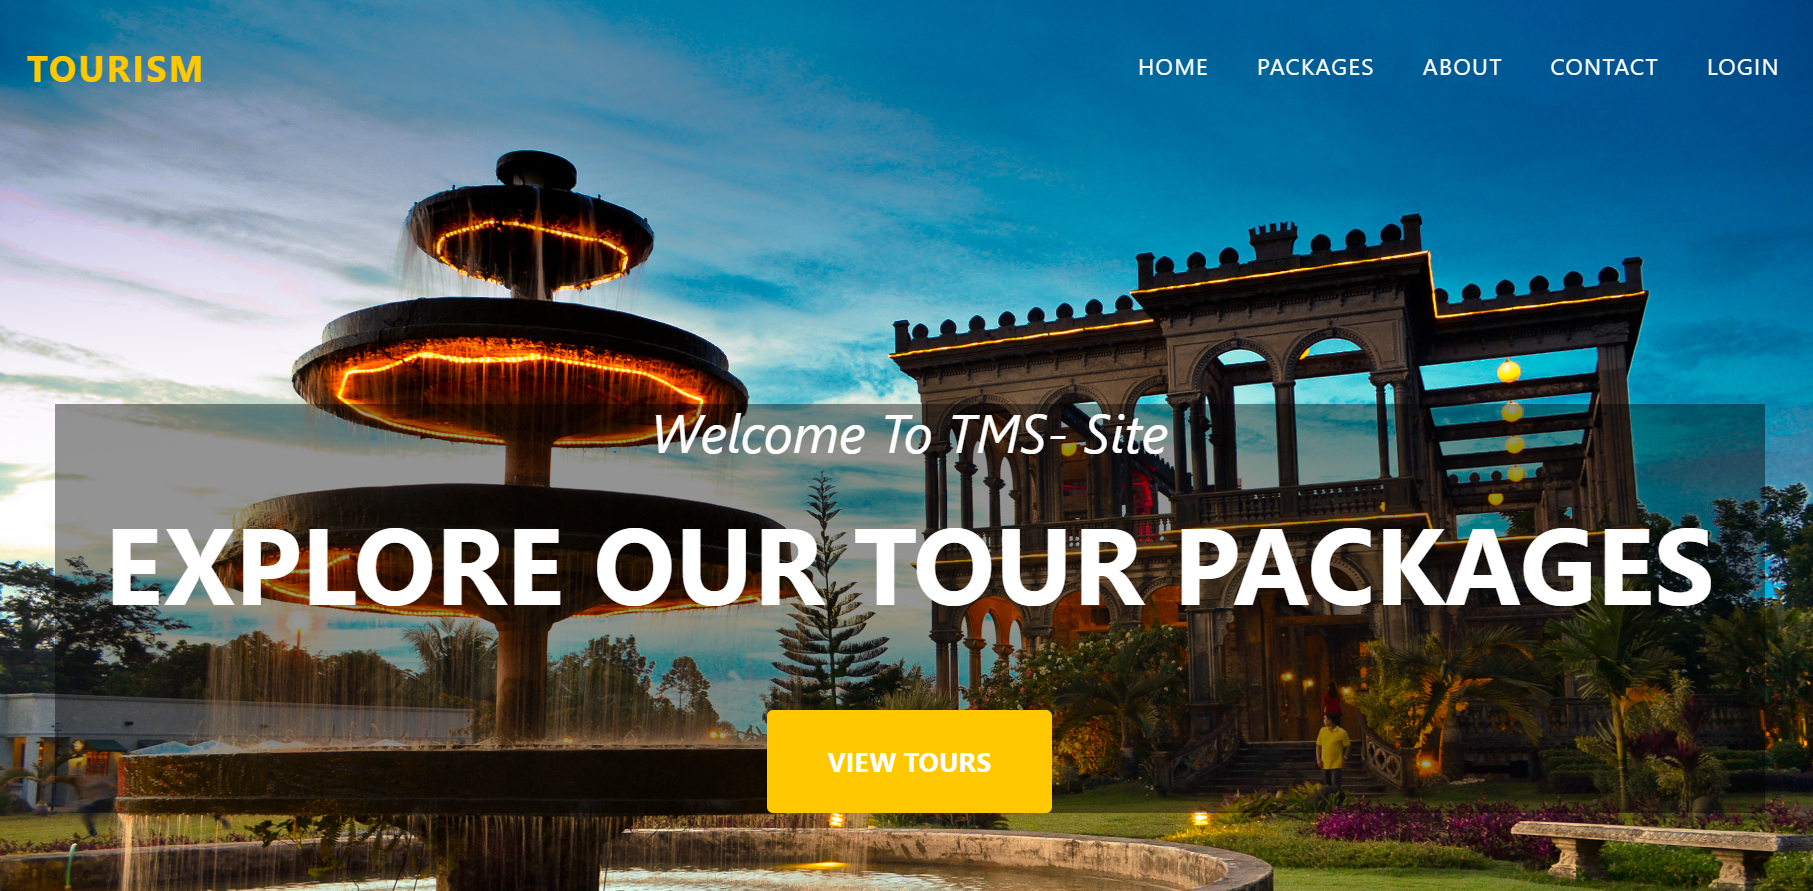 TOURISM
HOME PACKAGES ABOUT CONTACT LOGIN
Welcome To TMS- Site
EXPLORE OUR TOUR PACKAGES
VIEW TOURS